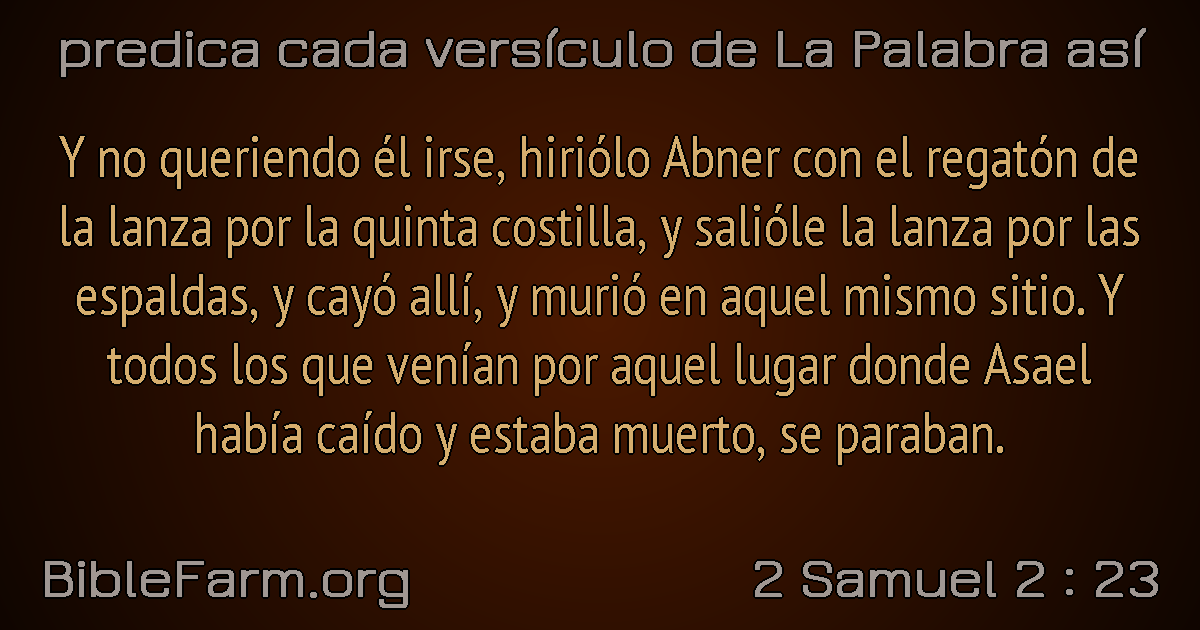 predica cada versículo de La Palabra así
Y no queriendo él irse, hiriólo Abner con el regatón de
la lanza por la quinta costilla, y salióle la lanza por las
espaldas, y cayó allí, y murió en aquel mismo sitio. Y
todos los que venían por aquel lugar donde Asael
había caído y estaba muerto, se paraban.
BibleFarm.org
2 Samuel 2 : 23